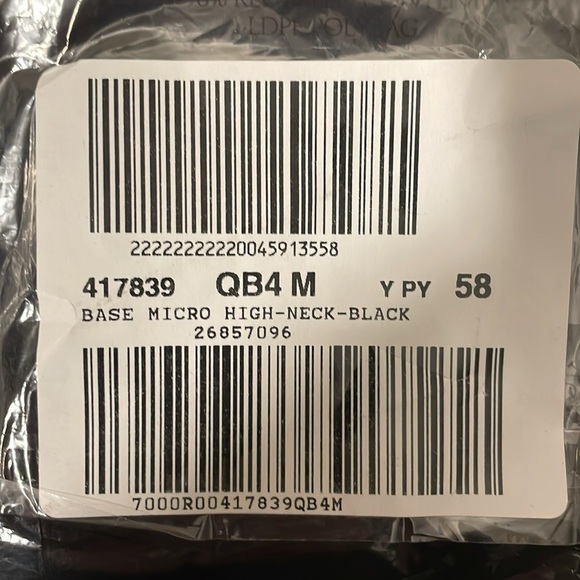 22222222220045913558
417839 QB4 M Y PY 58
BASE MICRO HIGH-NECK-BLACK
26857096
7000R00417839QB4M